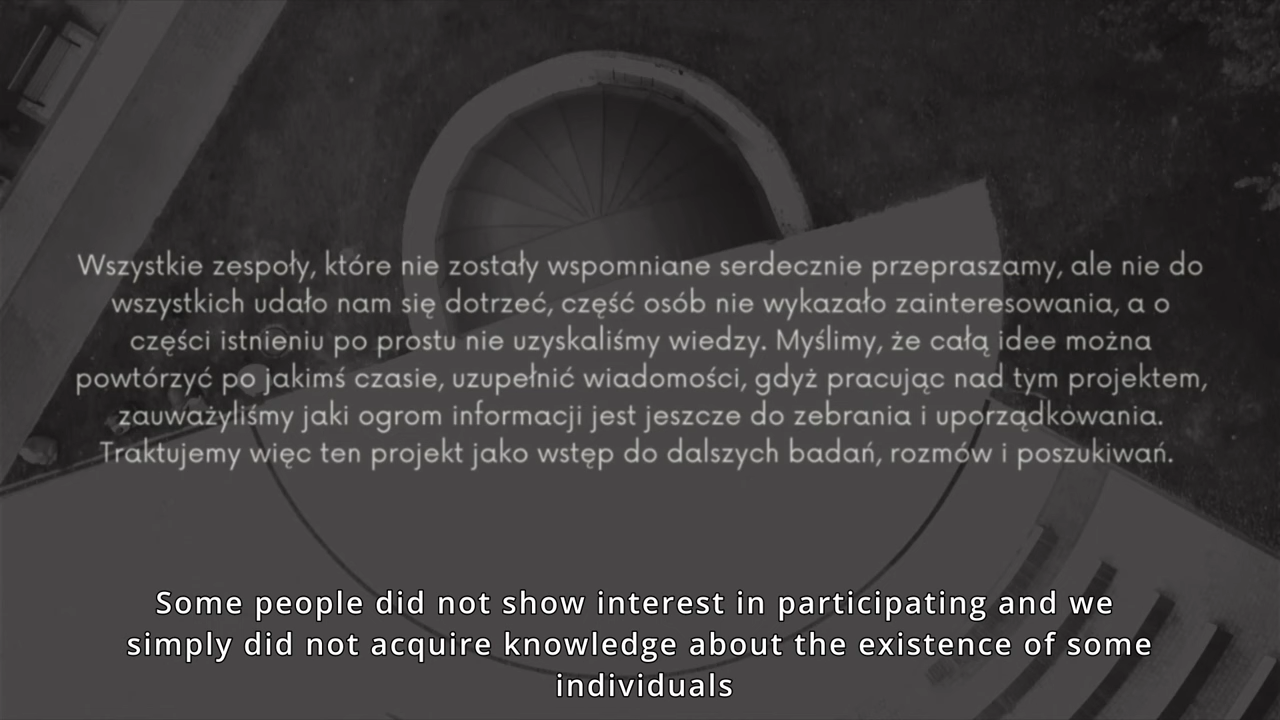 Wszystkie zespoły, które nie zostały wspomniane serdecznie przepraszamy, ale nie do
wszystkich udało nam się dotrzeć, część osób nie wykazało zainteresowania, a o
części istnieniu po prostu nie uzyskaliśmy wiedzy. Myślimy, że całą idee można
powtórzyć po jakimś czasie, uzupełnić wiadomości, gdyż pracując nad tym projektem,
zauważyliśmy jaki ogrom informacji jest jeszcze do zebrania i uporządkowania.
Traktujemy więc ten projekt jako wstęp do dalszych badań, rozmów i poszukiwań.
Some people did not show interest in participating and we
simply did not acquire knowledge about the existence of some
individuals